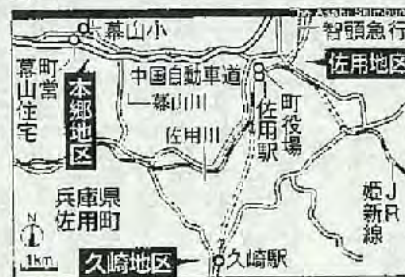 幕山小
智頭急行
町営
幕山住宅
本郷地区
中国自動車道
幕山川
佐用川
佐用駅
町役場
佐用地区
兵庫県
佐用町
JR
姫新線
N
1km
久崎地区
久崎駅